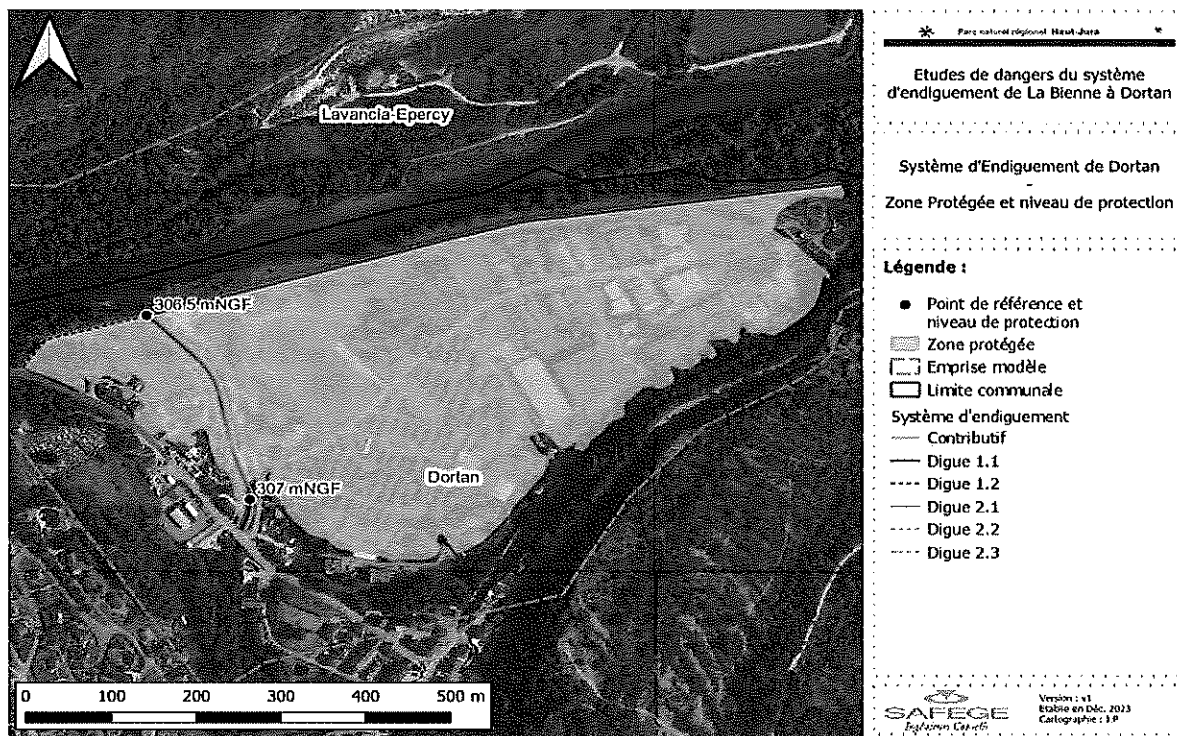 Lavancia-Epercy
306.5 mNGF
307 mNGF
Dortan
0 100 200 300 400 500 m
Parc naturel régional Haut-Jura
Etudes de dangers du système
d'endiguement de La Bienne à Dortan
Système d'Endiguement de Dortan
-
Zone Protégée et niveau de protection
Légende :
Point de référence et
niveau de protection
Zone protégée
Emprise modèle
Limite communale
Système d'endiguement
Contributif
Digue 1.1
Digue 1.2
Digue 2.1
Digue 2.2
Digue 2.3
SAFEGE
Ingénieurs Conseils
Version : v1
Etablie en Déc. 2023
Cartographie : J.P